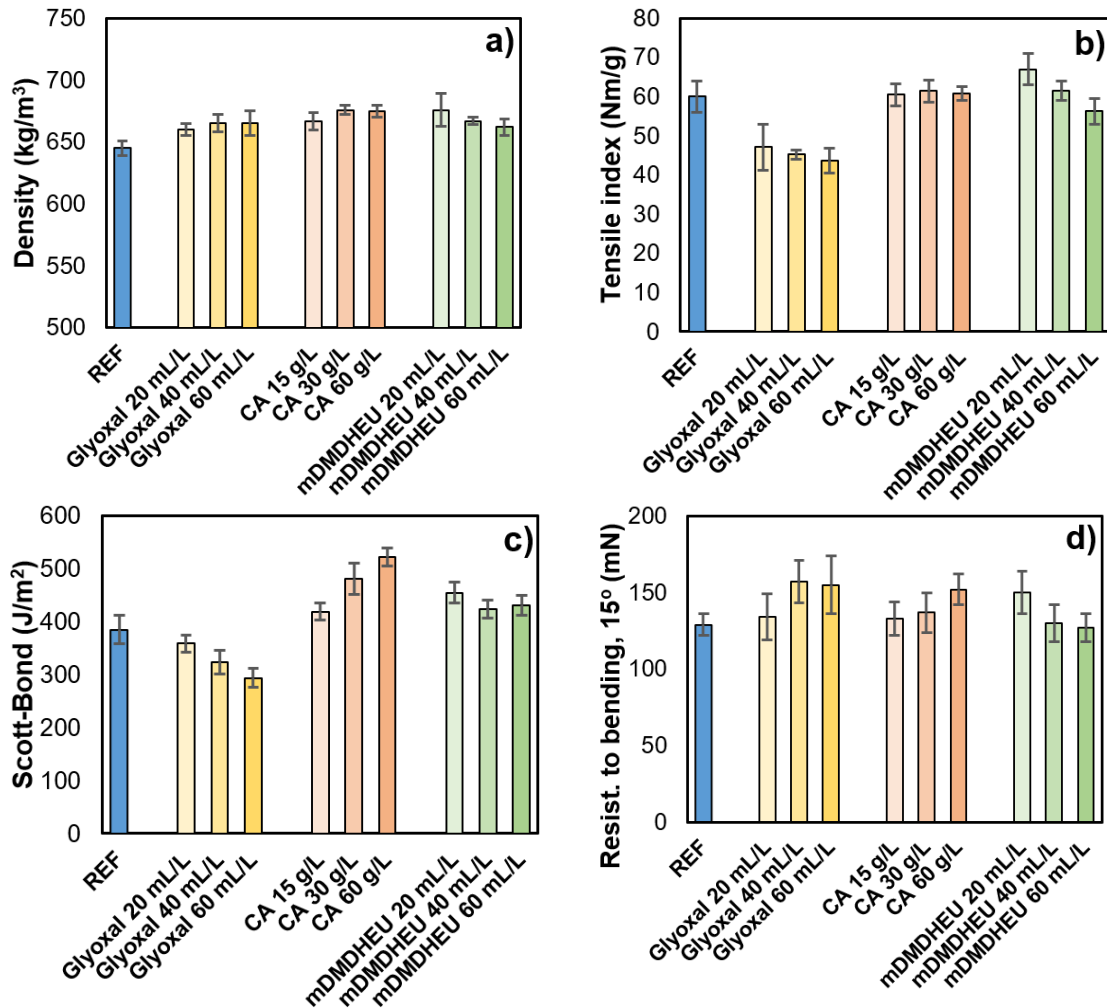 a)
Density (kg/m³)
750
700
650
600
550
500
REF
Glyoxal 20 mL/L
Glyoxal 40 mL/L
Glyoxal 60 mL/L
CA 15 g/L
CA 30 g/L
CA 60 g/L
mDMDHEU 20 mL/L
mDMDHEU 40 mL/L
mDMDHEU 60 mL/L
b)
Tensile index (Nm/g)
80
70
60
50
40
30
20
10
0
REF
Glyoxal 20 mL/L
Glyoxal 40 mL/L
Glyoxal 60 mL/L
CA 15 g/L
CA 30 g/L
CA 60 g/L
mDMDHEU 20 mL/L
mDMDHEU 40 mL/L
mDMDHEU 60 mL/L
c)
Scott-Bond (J/m²)
600
500
400
300
200
100
0
REF
Glyoxal 20 mL/L
Glyoxal 40 mL/L
Glyoxal 60 mL/L
CA 15 g/L
CA 30 g/L
CA 60 g/L
mDMDHEU 20 mL/L
mDMDHEU 40 mL/L
mDMDHEU 60 mL/L
d)
Resist. to bending, 15º (mN)
200
150
100
50
0
REF
Glyoxal 20 mL/L
Glyoxal 40 mL/L
Glyoxal 60 mL/L
CA 15 g/L
CA 30 g/L
CA 60 g/L
mDMDHEU 20 mL/L
mDMDHEU 40 mL/L
mDMDHEU 60 mL/L